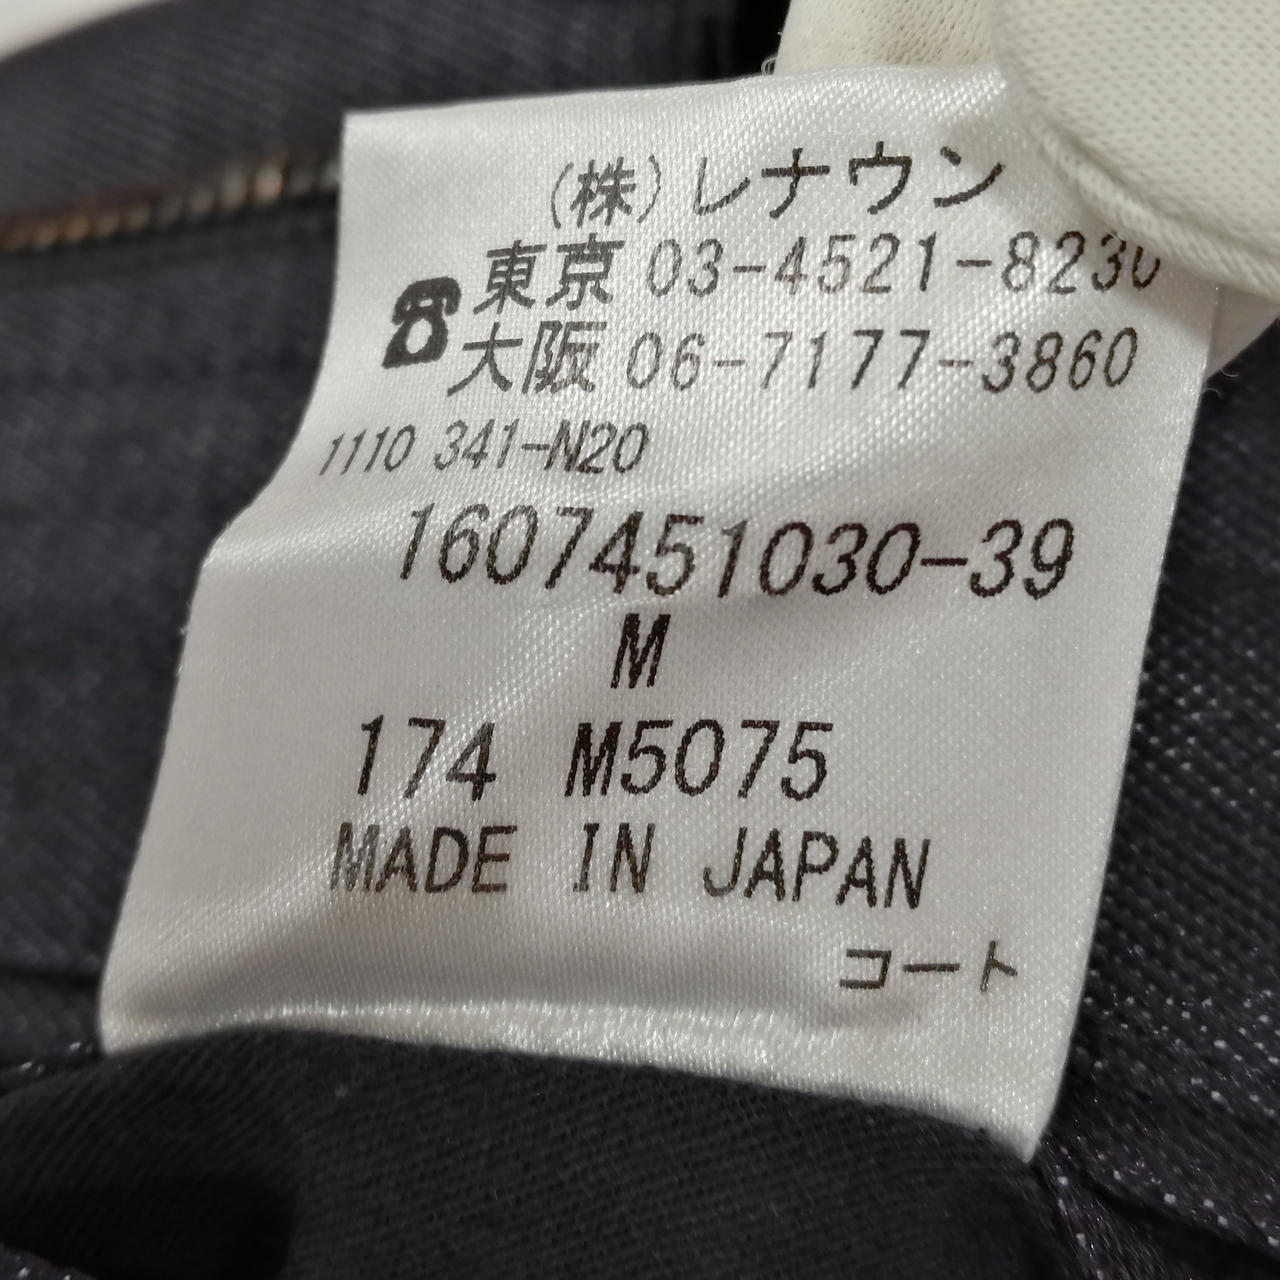 (株)レナウン
☎東京 03-4521-8230
大阪 06-7177-3860
1110 341-N20
1607451030-39
M
174 M5075
MADE IN JAPAN
コート